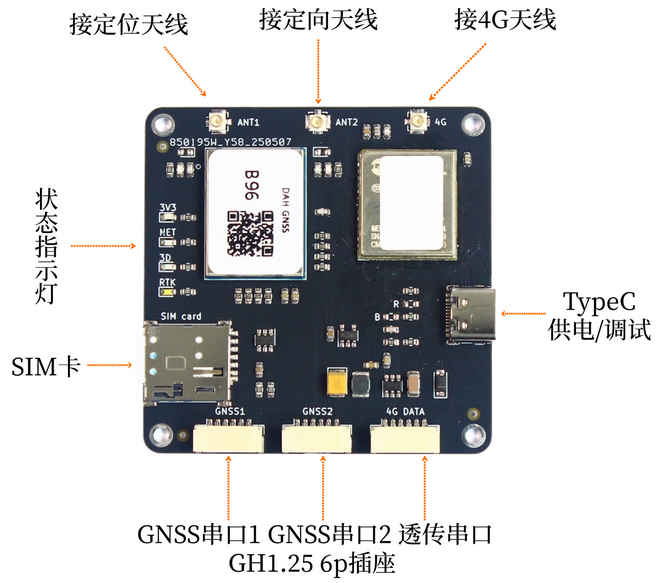 接定位天线
接定向天线
接4G天线
ANT1
ANT2
4G
850195W_Y58_250507
B96
DAH GNSS
状态指示灯
3V3
NET
3D
RTK
SIM card
R
B
TypeC
供电/调试
SIM卡
GNSS1
GNSS2
4G DATA
GNSS串口1 GNSS串口2 透传串口
GH1.25 6p插座